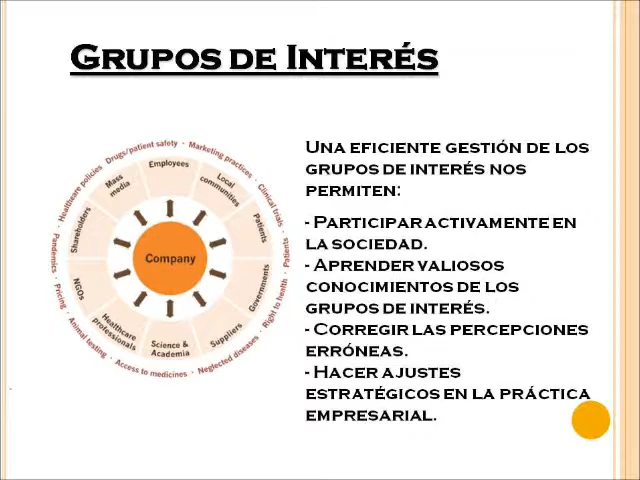 Grupos de Interés
Una eficiente gestión de los
grupos de interés nos
permiten:
- Participar activamente en
la sociedad.
- Aprender valiosos
conocimientos de los
grupos de interés.
- Corregir las percepciones
erróneas.
- Hacer ajustes
estratégicos en la práctica
empresarial.
Company
Employees
Local
communities
Patients
Governments
Suppliers
Science &
Academia
Healthcare
professionals
NGOs
Shareholders
Mass
media
Drugs/patient safety · Marketing practices · Clinical trials · Patients · Right to health · Neglected diseases · Access to medicines · Animal testing · Pricing · Pandemics · Healthcare policies